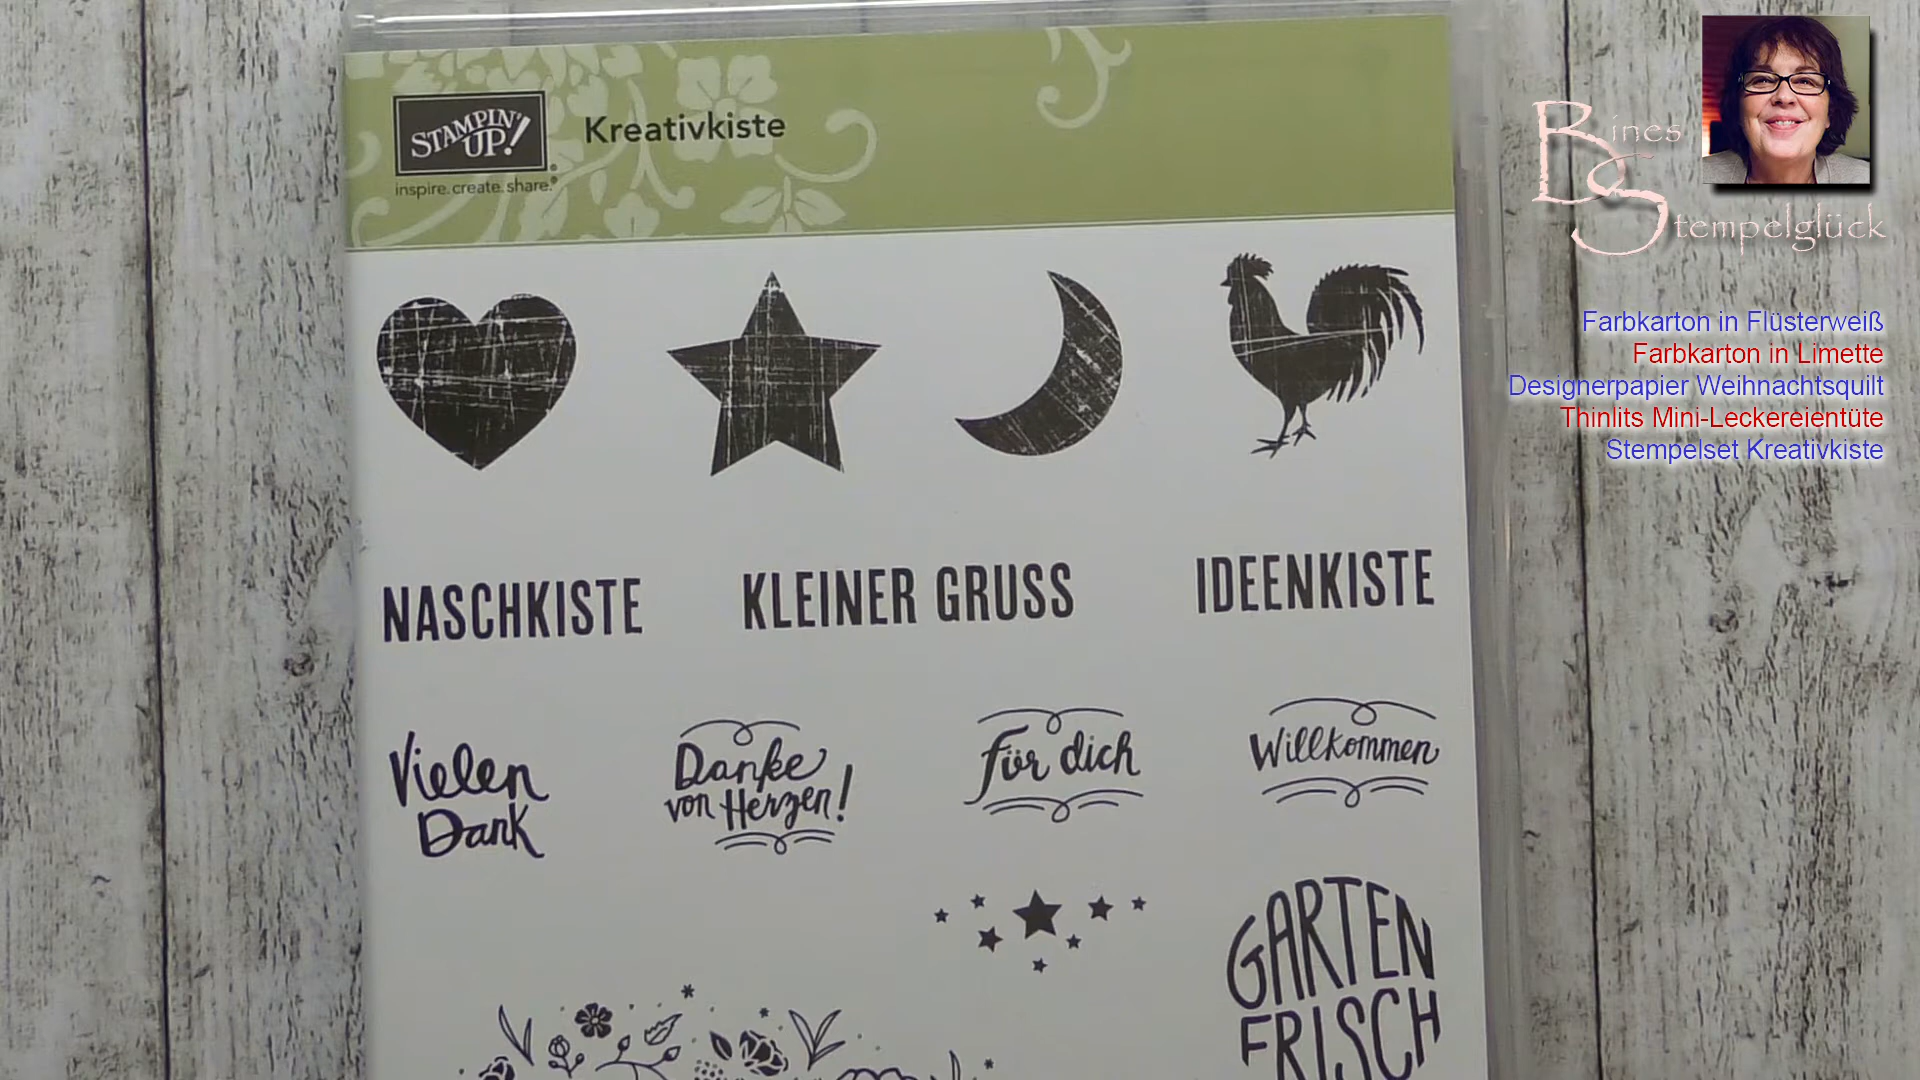 STAMPIN' UP!®
inspire. create. share.®
Kreativkiste
Bines
Stempelglück
Farbkarton in Flüsterweiß
Farbkarton in Limette
Designerpapier Weihnachtsquilt
Thinlits Mini-Leckereientüte
Stempelset Kreativkiste
NASCHKISTE
KLEINER GRUSS
IDEENKISTE
Vielen
Dank
Danke
von Herzen!
Für dich
Willkommen
GARTEN
FRISCH